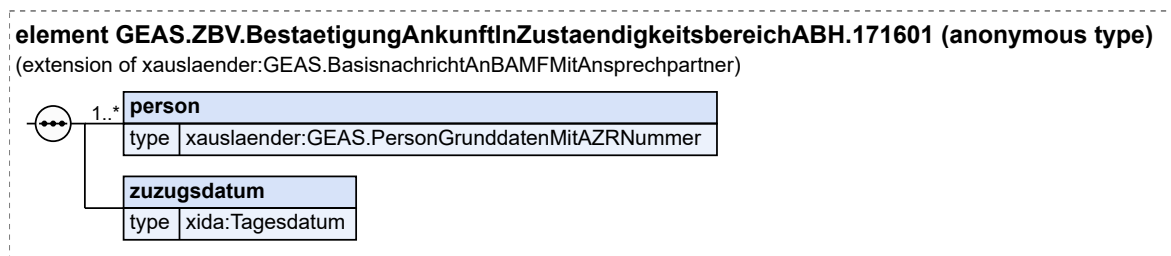 element GEAS.ZBV.BestaetigungAnkunftInZustaendigkeitsbereichABH.171601 (anonymous type)
(extension of xauslaender:GEAS.BasisnachrichtAnBAMFMitAnsprechpartner)
1..* person
type xauslaender:GEAS.PersonGrunddatenMitAZRNummer
zuzugsdatum
type xida:Tagesdatum